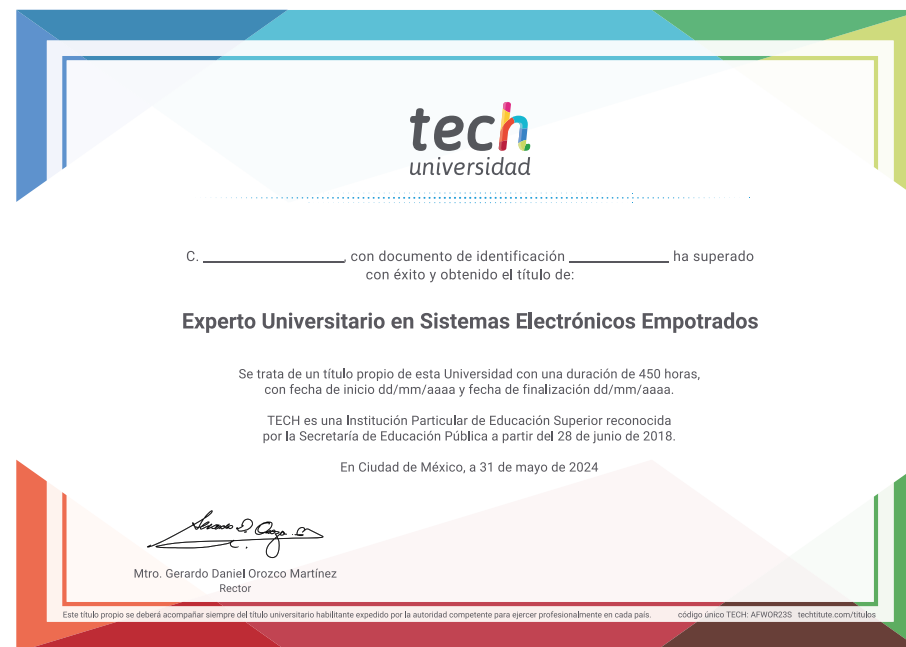 tech
universidad
C. ____________________, con documento de identificación ______________ ha superado
con éxito y obtenido el título de:
Experto Universitario en Sistemas Electrónicos Empotrados
Se trata de un título propio de esta Universidad con una duración de 450 horas,
con fecha de inicio dd/mm/aaaa y fecha de finalización dd/mm/aaaa.
TECH es una Institución Particular de Educación Superior reconocida
por la Secretaría de Educación Pública a partir del 28 de junio de 2018.
En Ciudad de México, a 31 de mayo de 2024
Mtro. Gerardo Daniel Orozco Martínez
Rector
Este título propio se deberá acompañar siempre del título universitario habilitante expedido por la autoridad competente para ejercer profesionalmente en cada país. código único TECH: AFWOR23S techtitute.com/titulos